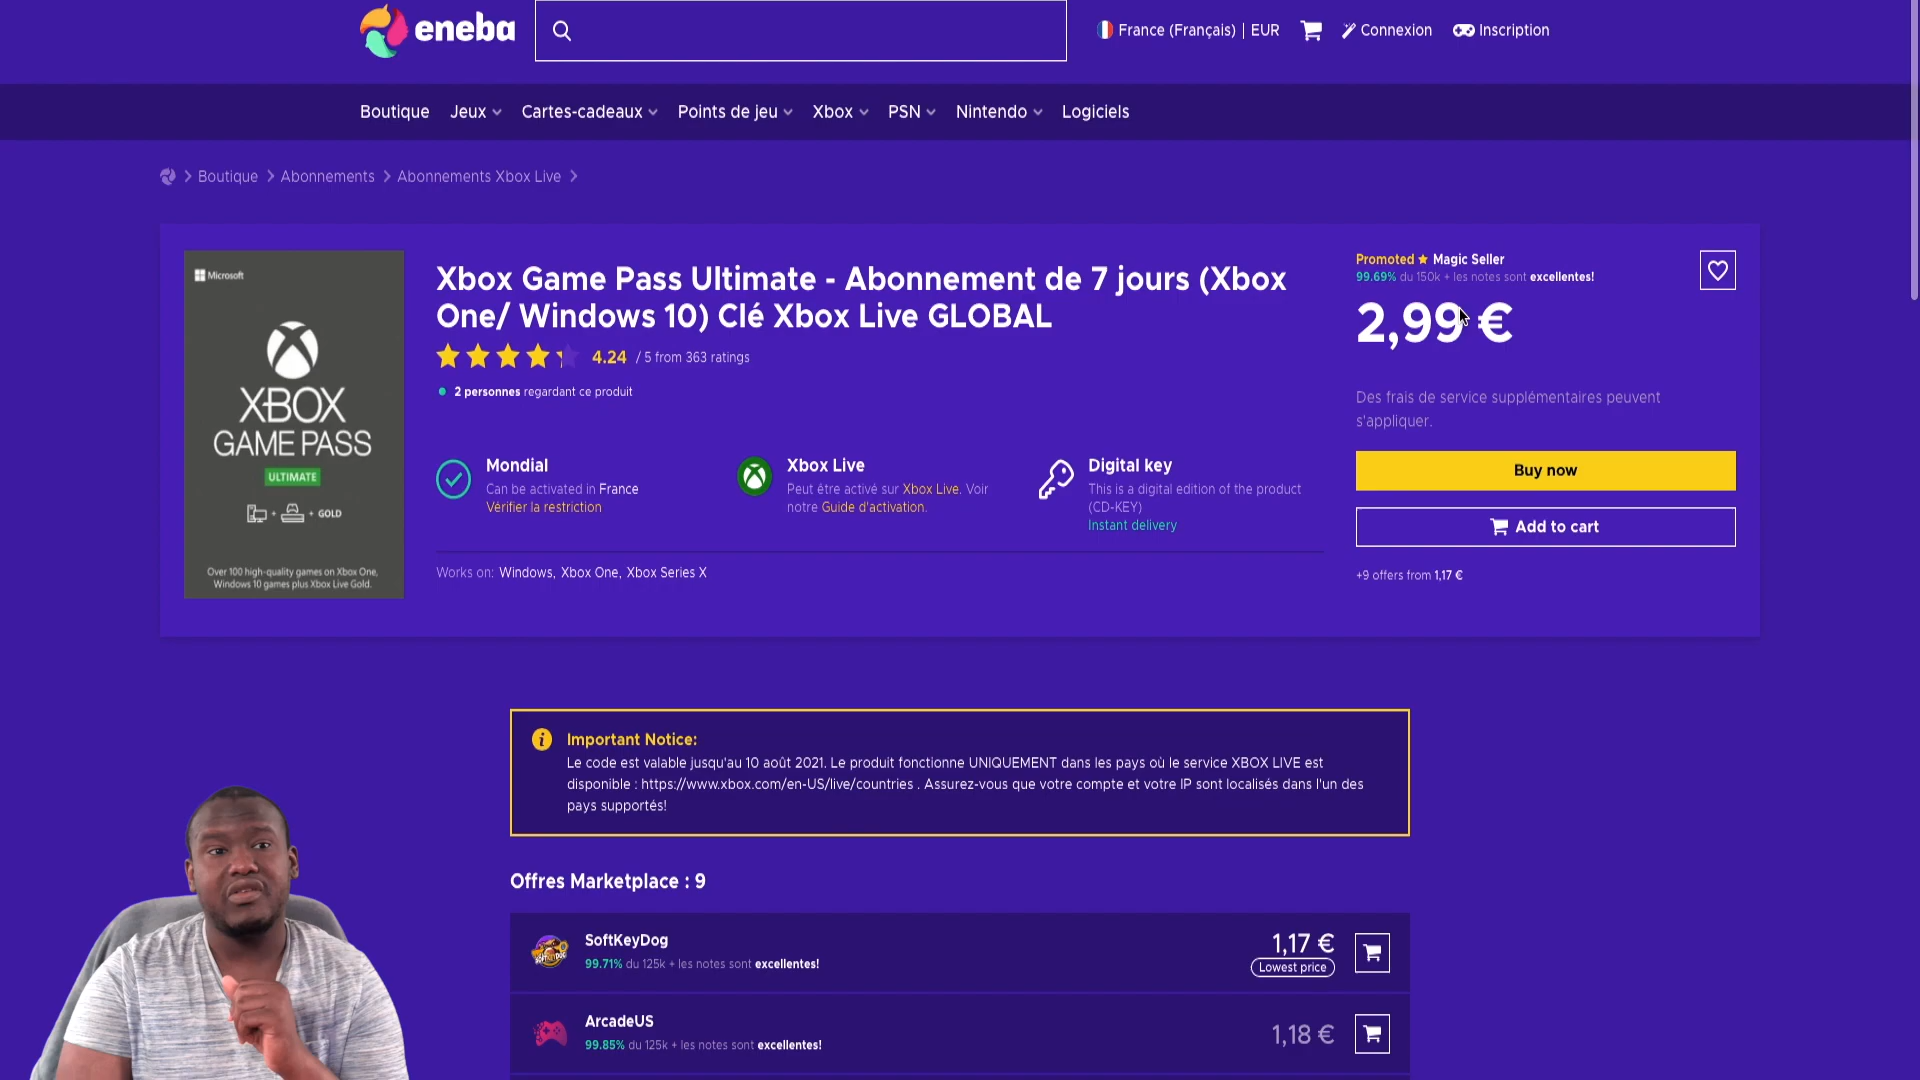 eneba
France (Français) | EUR
Connexion
Inscription
Boutique
Jeux
Cartes-cadeaux
Points de jeu
Xbox
PSN
Nintendo
Logiciels
Boutique
Abonnements
Abonnements Xbox Live
Microsoft
XBOX
GAME PASS
ULTIMATE
+ + GOLD
Over 100 high-quality games on Xbox One,
Windows 10 games plus Xbox Live Gold.
Xbox Game Pass Ultimate - Abonnement de 7 jours (Xbox
One/ Windows 10) Clé Xbox Live GLOBAL
4.24 / 5 from 363 ratings
2 personnes regardant ce produit
Mondial
Can be activated in France
Vérifier la restriction
Xbox Live
Peut être activé sur Xbox Live. Voir
notre Guide d'activation.
Digital key
This is a digital edition of the product
(CD-KEY)
Instant delivery
Works on: Windows, Xbox One, Xbox Series X
Promoted Magic Seller
99.69% du 150k + les notes sont excellentes!
2,99 €
Des frais de service supplémentaires peuvent
s'appliquer.
Buy now
Add to cart
+9 offers from 1,17 €
Important Notice:
Le code est valable jusqu'au 10 août 2021. Le produit fonctionne UNIQUEMENT dans les pays où le service XBOX LIVE est
disponible : https://www.xbox.com/en-US/live/countries . Assurez-vous que votre compte et votre IP sont localisés dans l'un des
pays supportés!
Offres Marketplace : 9
SoftKeyDog
99.71% du 125k + les notes sont excellentes!
1,17 €
Lowest price
ArcadeUS
99.85% du 125k + les notes sont excellentes!
1,18 €